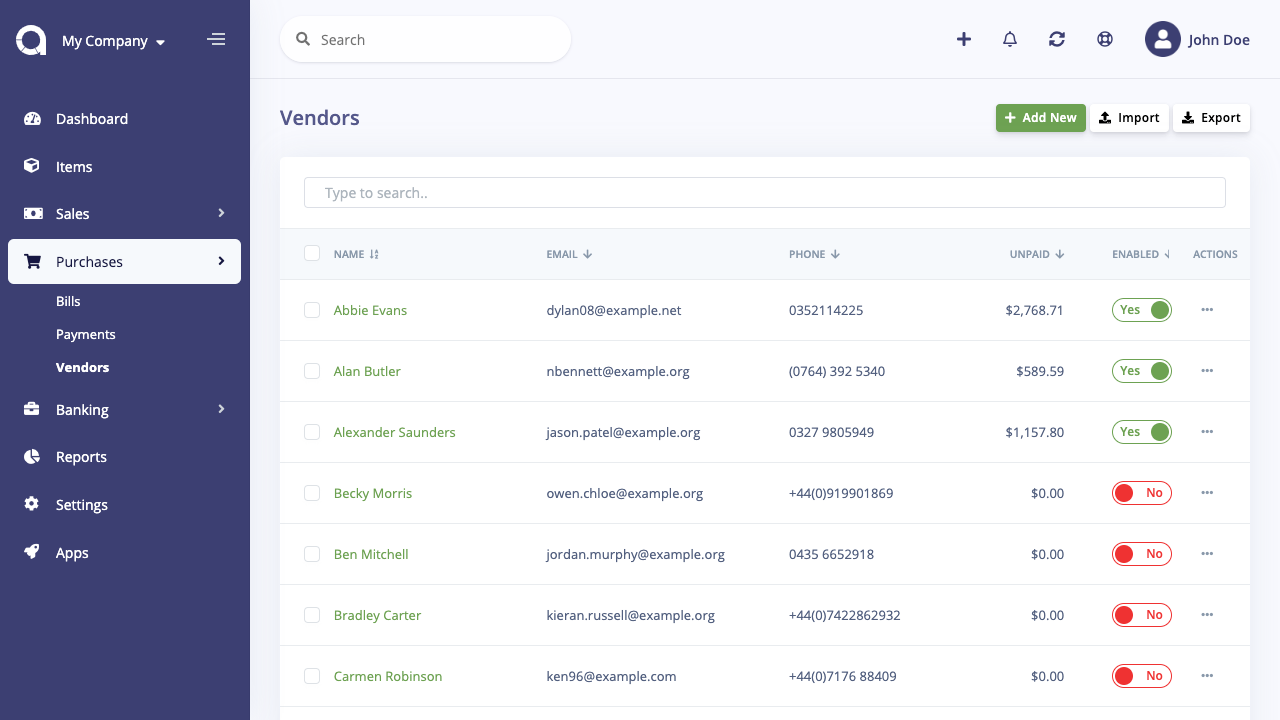 My Company
Search
John Doe
Dashboard
Items
Sales
Purchases
Bills
Payments
Vendors
Banking
Reports
Settings
Apps
Vendors
Add New
Import
Export
Type to search..
NAME EMAIL PHONE UNPAID ENABLED ACTIONS
Abbie Evans dylan08@example.net 0352114225 $2,768.71 Yes
Alan Butler nbennett@example.org (0764) 392 5340 $589.59 Yes
Alexander Saunders jason.patel@example.org 0327 9805949 $1,157.80 Yes
Becky Morris owen.chloe@example.org +44(0)919901869 $0.00 No
Ben Mitchell jordan.murphy@example.org 0435 6652918 $0.00 No
Bradley Carter kieran.russell@example.org +44(0)7422862932 $0.00 No
Carmen Robinson ken96@example.com +44(0)7176 88409 $0.00 No